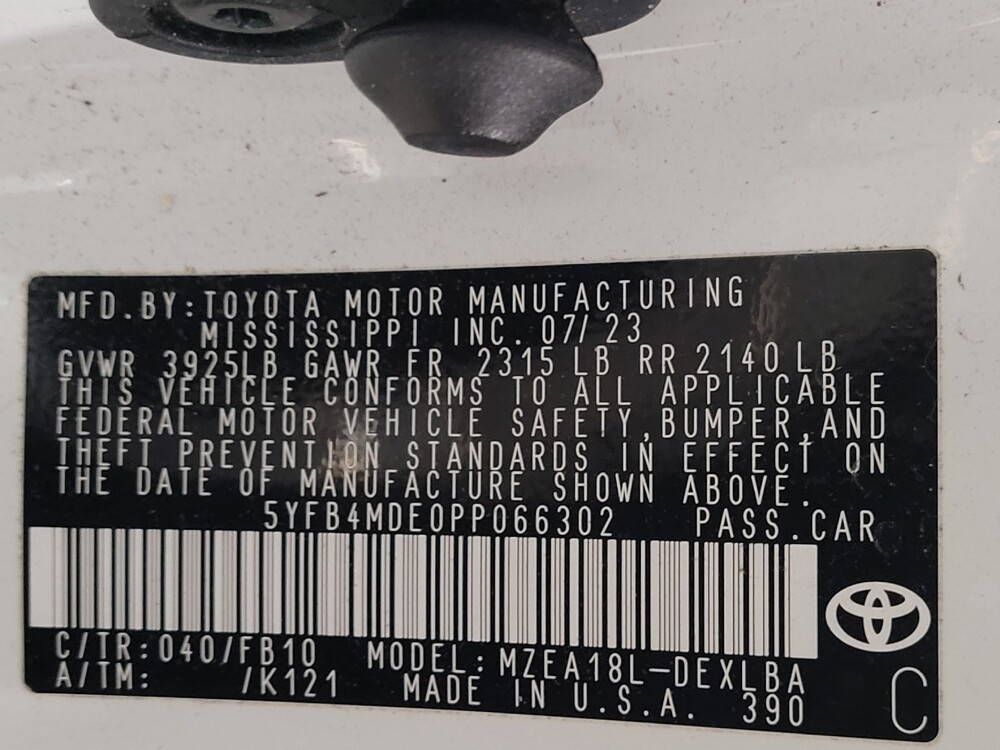 MFD.BY:TOYOTA MOTOR MANUFACTURING
MISSISSIPPI INC. 07/23
GVWR 3925LB GAWR FR 2315 LB RR 2140 LB
THIS VEHICLE CONFORMS TO ALL APPLICABLE
FEDERAL MOTOR VEHICLE SAFETY,BUMPER,AND
THEFT PREVENTION STANDARDS IN EFFECT ON
THE DATE OF MANUFACTURE SHOWN ABOVE.
5YFB4MDE0PP066302 PASS.CAR
C/TR:040/FB10 MODEL:MZEA18L-DEXLBA
A/TM: /K121 MADE IN U.S.A. 390
C